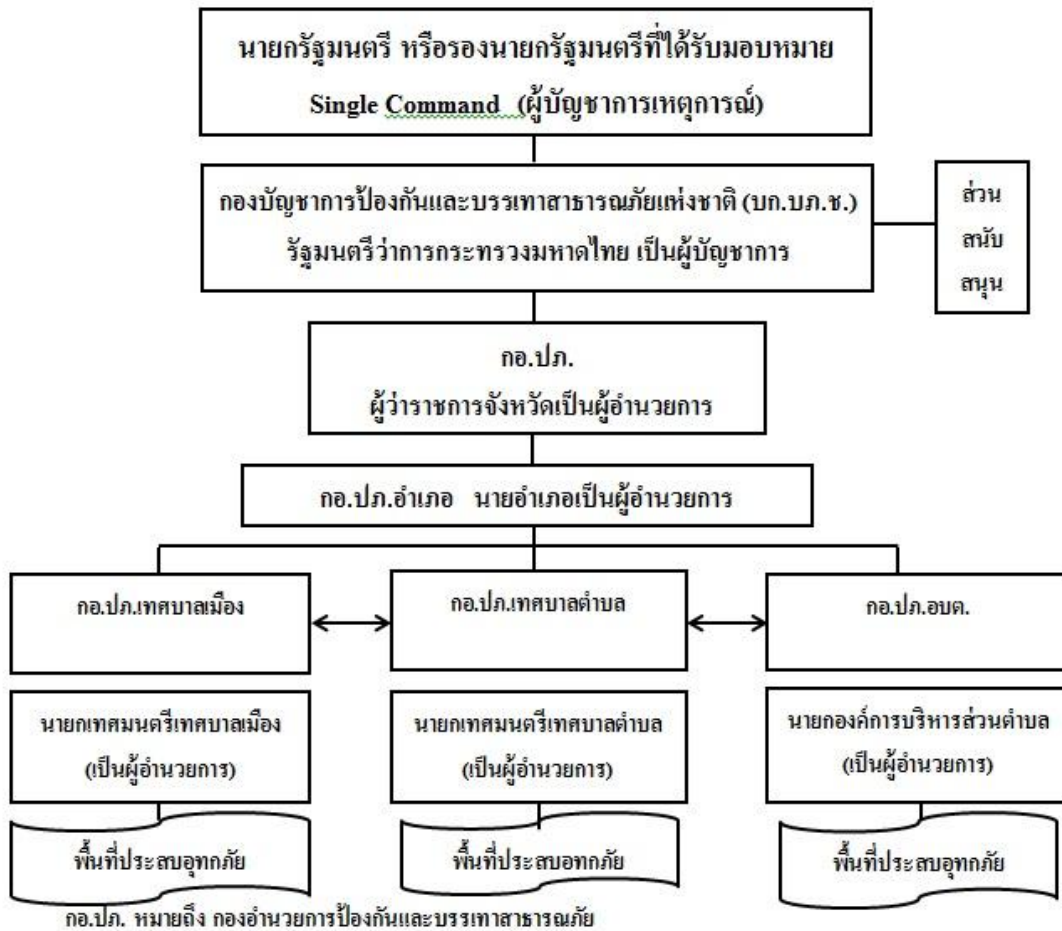 นายกรัฐมนตรี หรือรองนายกรัฐมนตรีที่ได้รับมอบหมาย
Single Command (ผู้บัญชาการเหตุการณ์)
กองบัญชาการป้องกันและบรรเทาสาธารณภัยแห่งชาติ (บก.บภ.ช.)
รัฐมนตรีว่าการกระทรวงมหาดไทย เป็นผู้บัญชาการ
ส่วน
สนับ
สนุน
กอ.ปภ.
ผู้ว่าราชการจังหวัดเป็นผู้อำนวยการ
กอ.ปภ.อำเภอ นายอำเภอเป็นผู้อำนวยการ
กอ.ปภ.เทศบาลเมือง
กอ.ปภ.เทศบาลตำบล
กอ.ปภ.อบต.
นายกเทศมนตรีเทศบาลเมือง
(เป็นผู้อำนวยการ)
นายกเทศมนตรีเทศบาลตำบล
(เป็นผู้อำนวยการ)
นายกองค์การบริหารส่วนตำบล
(เป็นผู้อำนวยการ)
พื้นที่ประสบอุทกภัย
พื้นที่ประสบอทกภัย
พื้นที่ประสบอุทกภัย
กอ.ปภ. หมายถึง กองอำนวยการป้องกันและบรรเทาสาธารณภัย